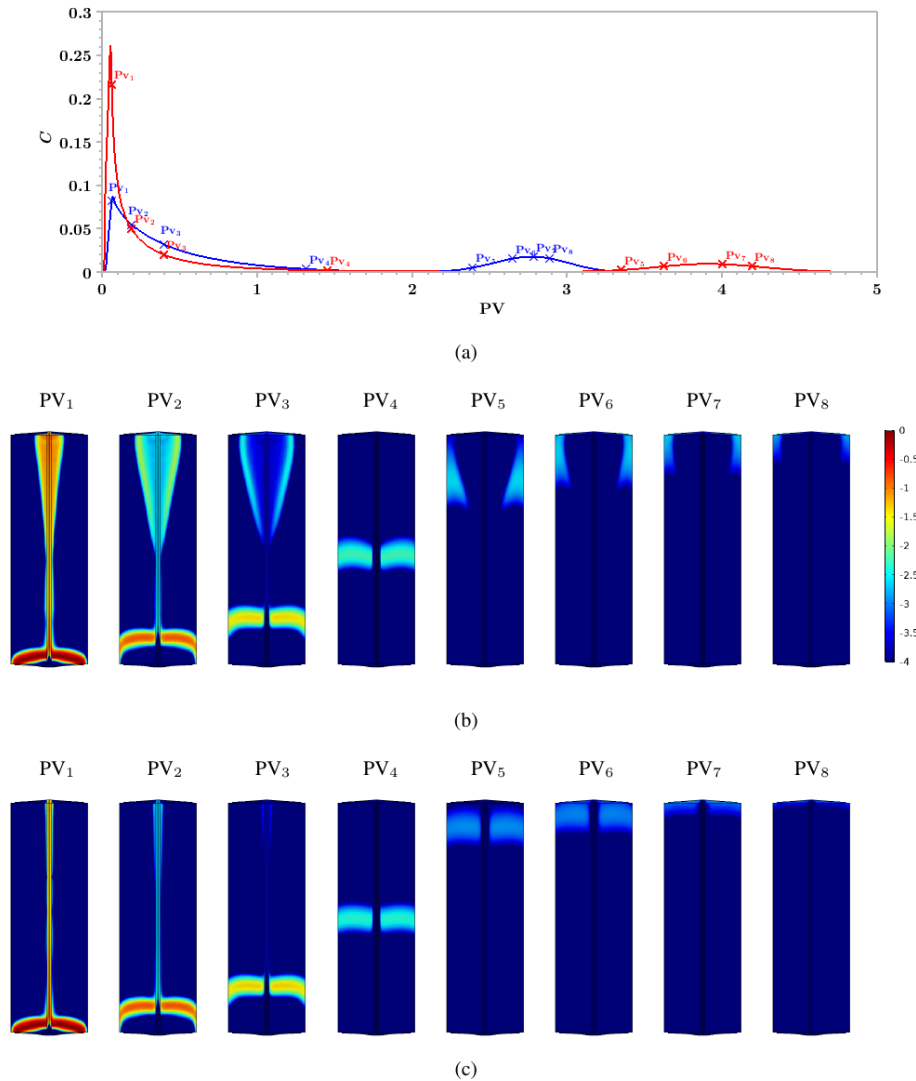 0.3
0.25
0.2
0.15
0.1
0.05
0
C
Pv₁
Pv₁
Pv₂
Pv₂
Pv₃
Pv₃
Pv₄ Pv₄
Pv₅
Pv₆ Pv₇ Pv₈
Pv₅
Pv₆
Pv₇
Pv₈
0 1 2 3 4 5
PV
(a)
PV₁ PV₂ PV₃ PV₄ PV₅ PV₆ PV₇ PV₈
0
-0.5
-1
-1.5
-2
-2.5
-3
-3.5
-4
(b)
PV₁ PV₂ PV₃ PV₄ PV₅ PV₆ PV₇ PV₈
(c)